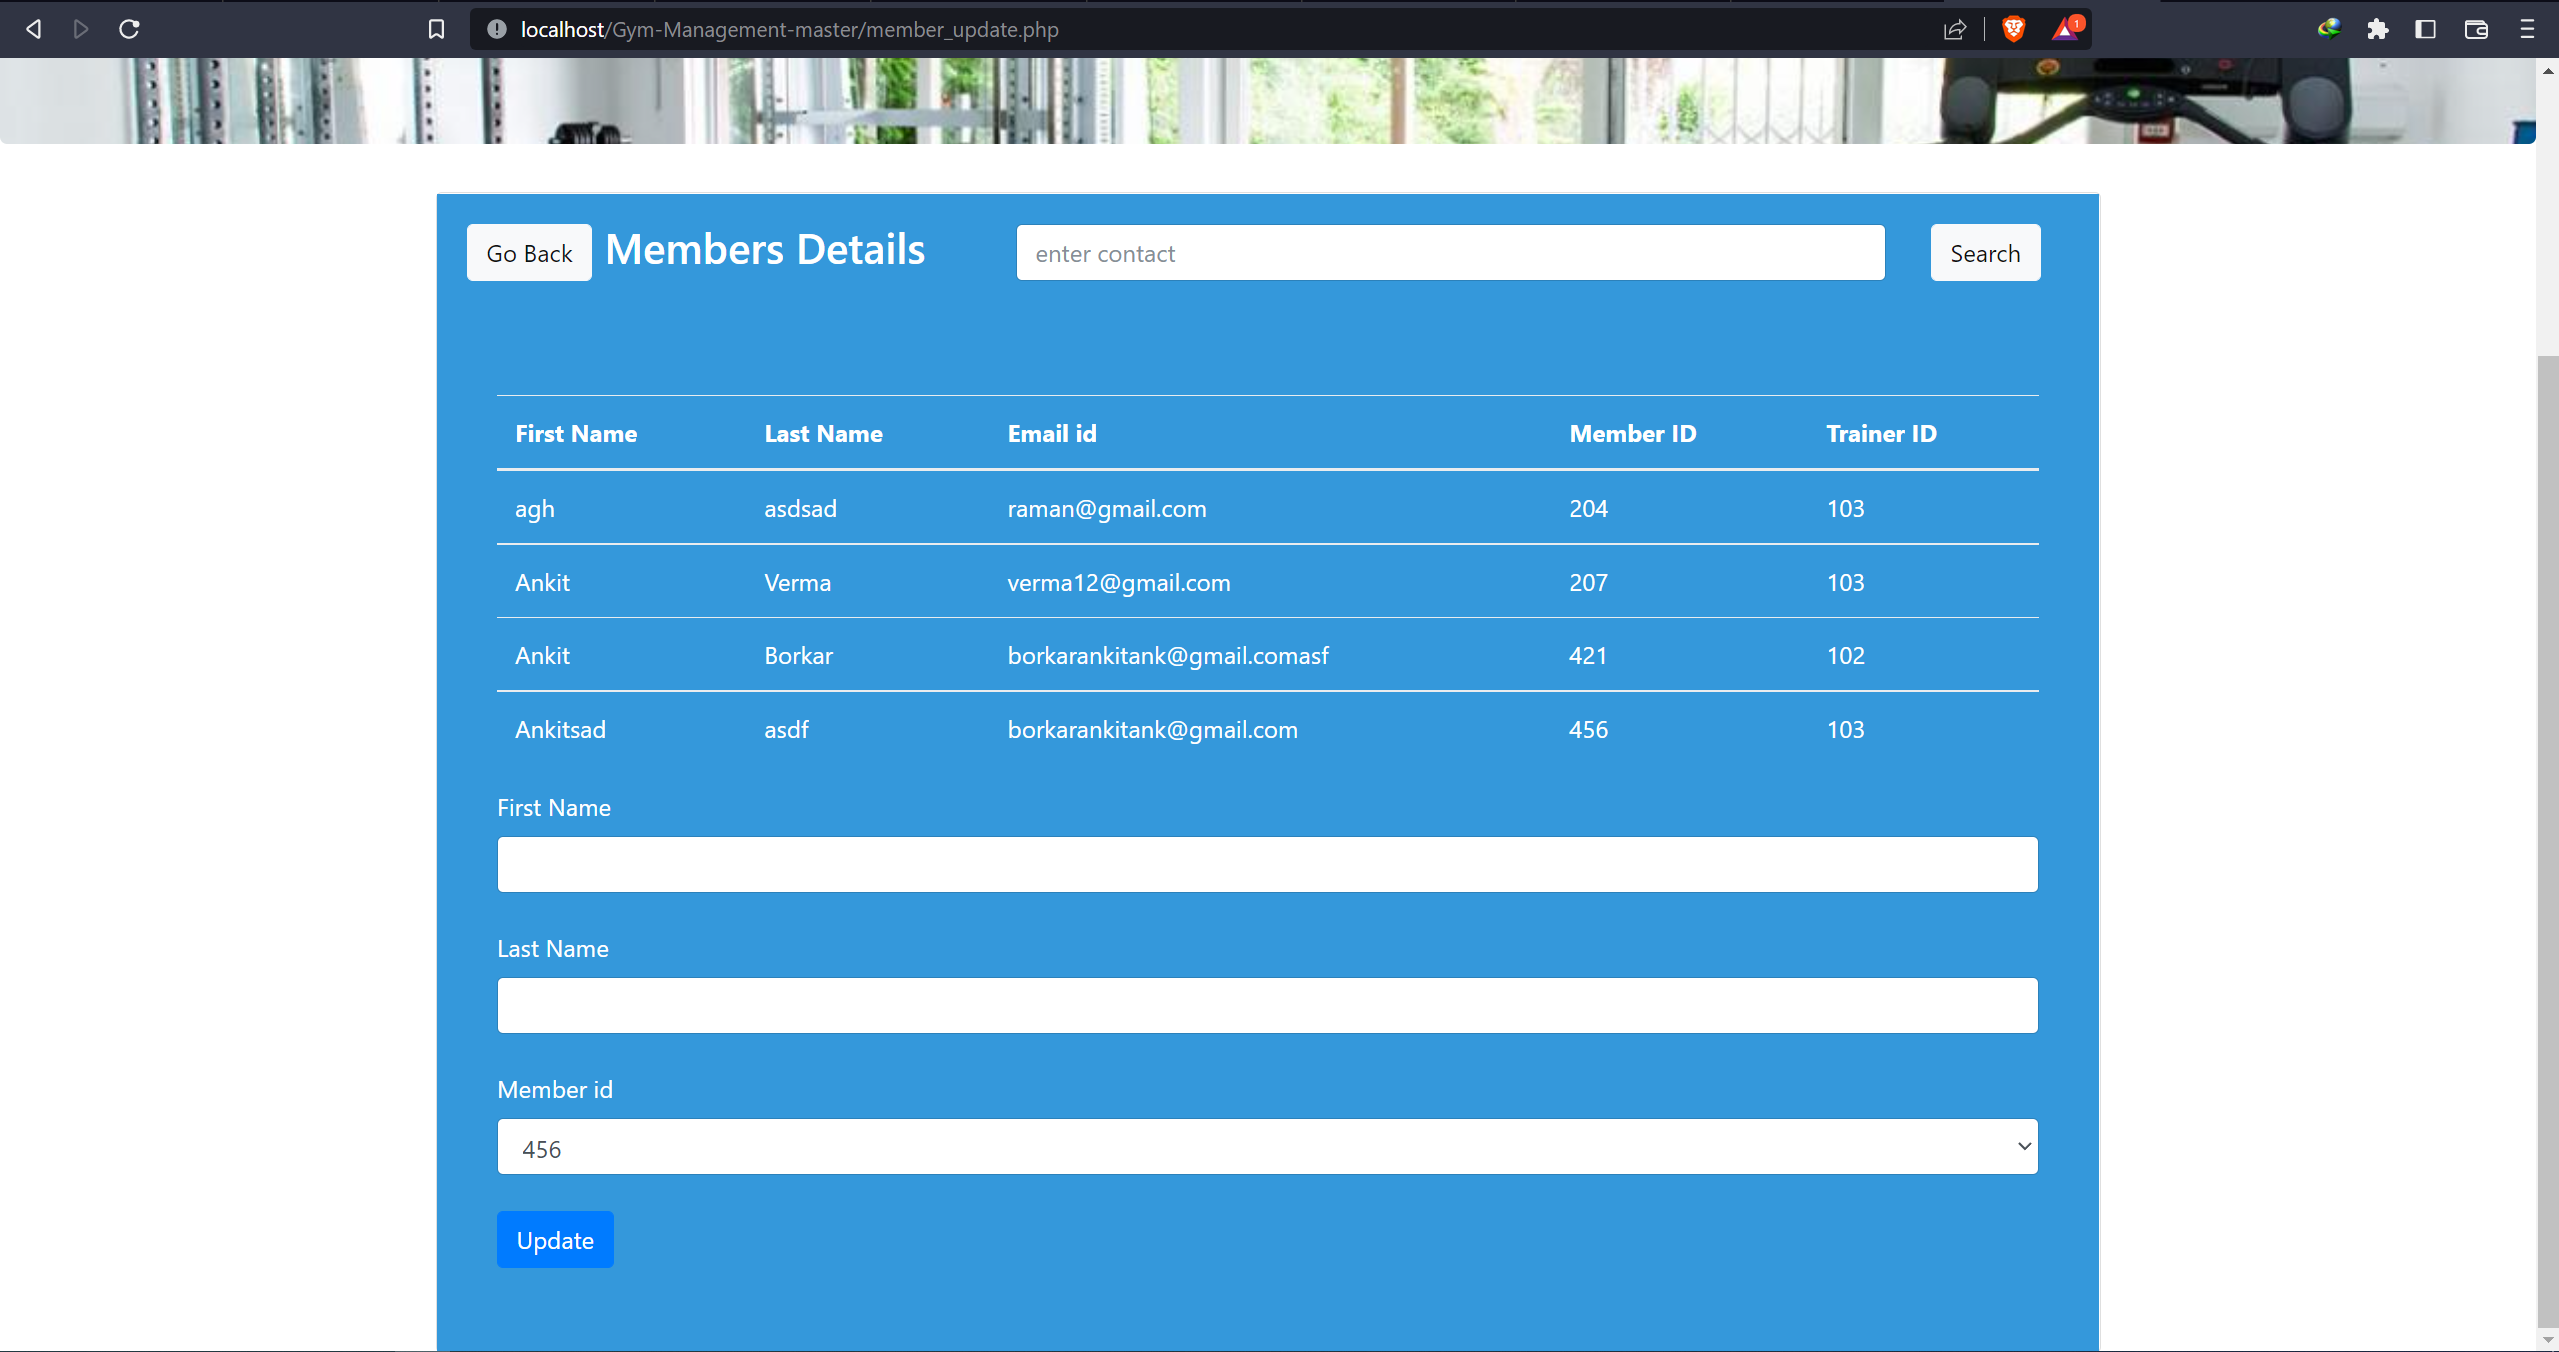 localhost/Gym-Management-master/member_update.php
1
Go Back Members Details enter contact Search
First Name Last Name Email id Member ID Trainer ID
agh asdsad raman@gmail.com 204 103
Ankit Verma verma12@gmail.com 207 103
Ankit Borkar borkarankitank@gmail.comasf 421 102
Ankitsad asdf borkarankitank@gmail.com 456 103
First Name
Last Name
Member id
456
Update